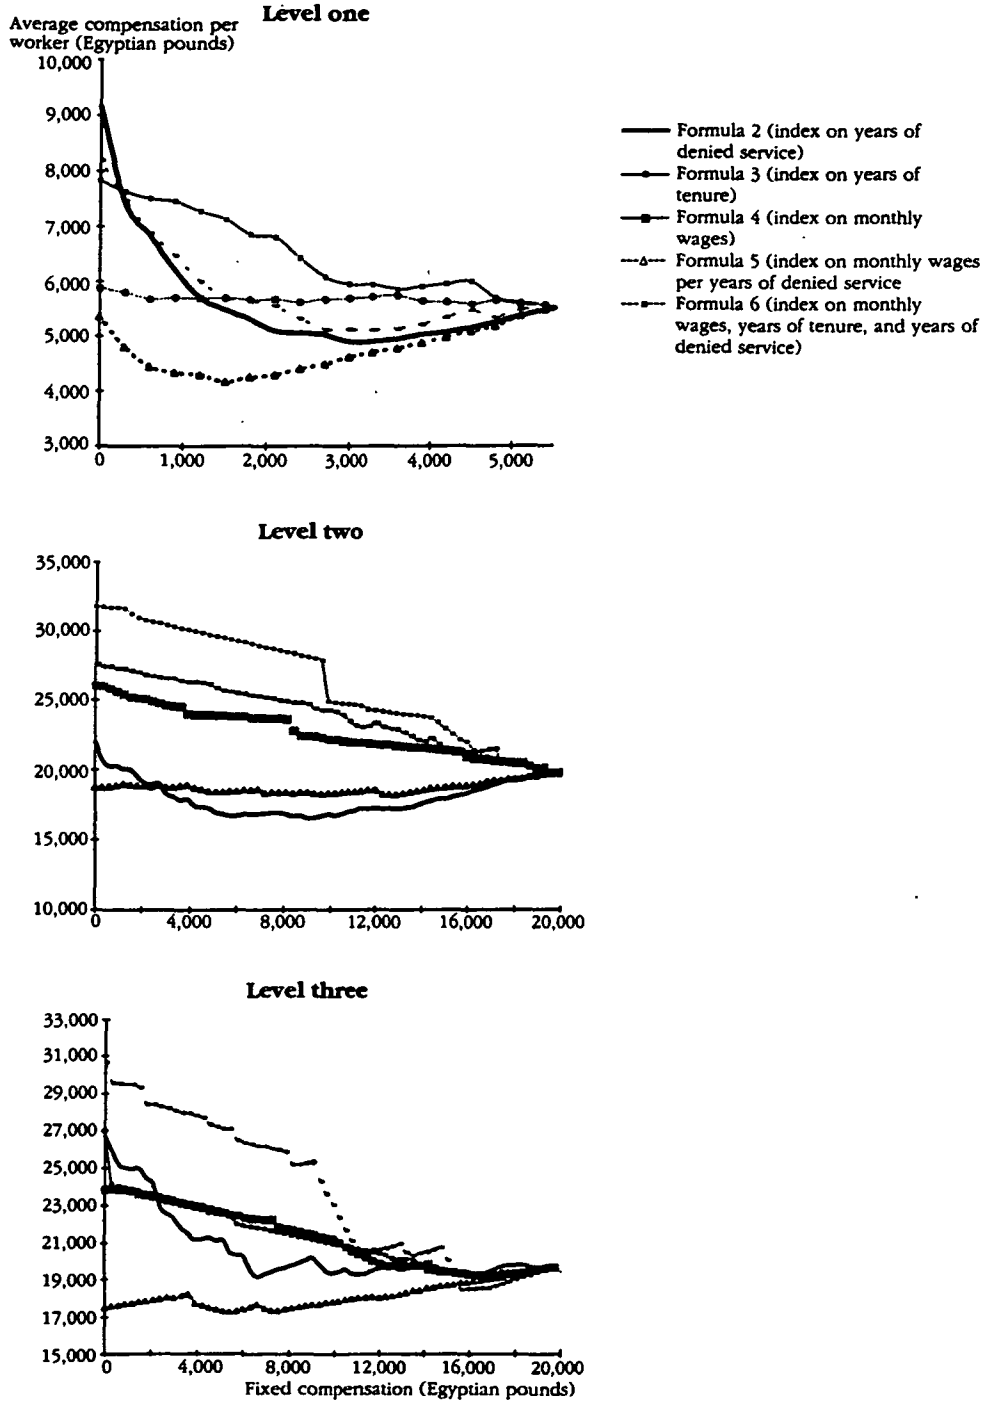 Level one
Average compensation per
worker (Egyptian pounds)
10,000
9,000
8,000
7,000
6,000
5,000
4,000
3,000
0 1,000 2,000 3,000 4,000 5,000
Formula 2 (index on years of
denied service)
Formula 3 (index on years of
tenure)
Formula 4 (index on monthly
wages)
Formula 5 (index on monthly wages
per years of denied service
Formula 6 (index on monthly
wages, years of tenure, and years of
denied service)
Level two
35,000
30,000
25,000
20,000
15,000
10,000
0 4,000 8,000 12,000 16,000 20,000
Level three
33,000
31,000
29,000
27,000
25,000
23,000
21,000
19,000
17,000
15,000
0 4,000 8,000 12,000 16,000 20,000
Fixed compensation (Egyptian pounds)